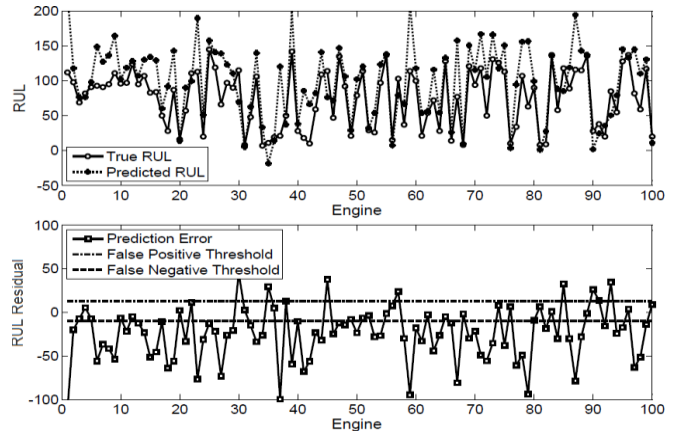 200
150
100
50
0
-50
RUL
True RUL
Predicted RUL
0 10 20 30 40 50 60 70 80 90 100
Engine
100
50
0
-50
-100
RUL Residual
Prediction Error
False Positive Threshold
False Negative Threshold
0 10 20 30 40 50 60 70 80 90 100
Engine